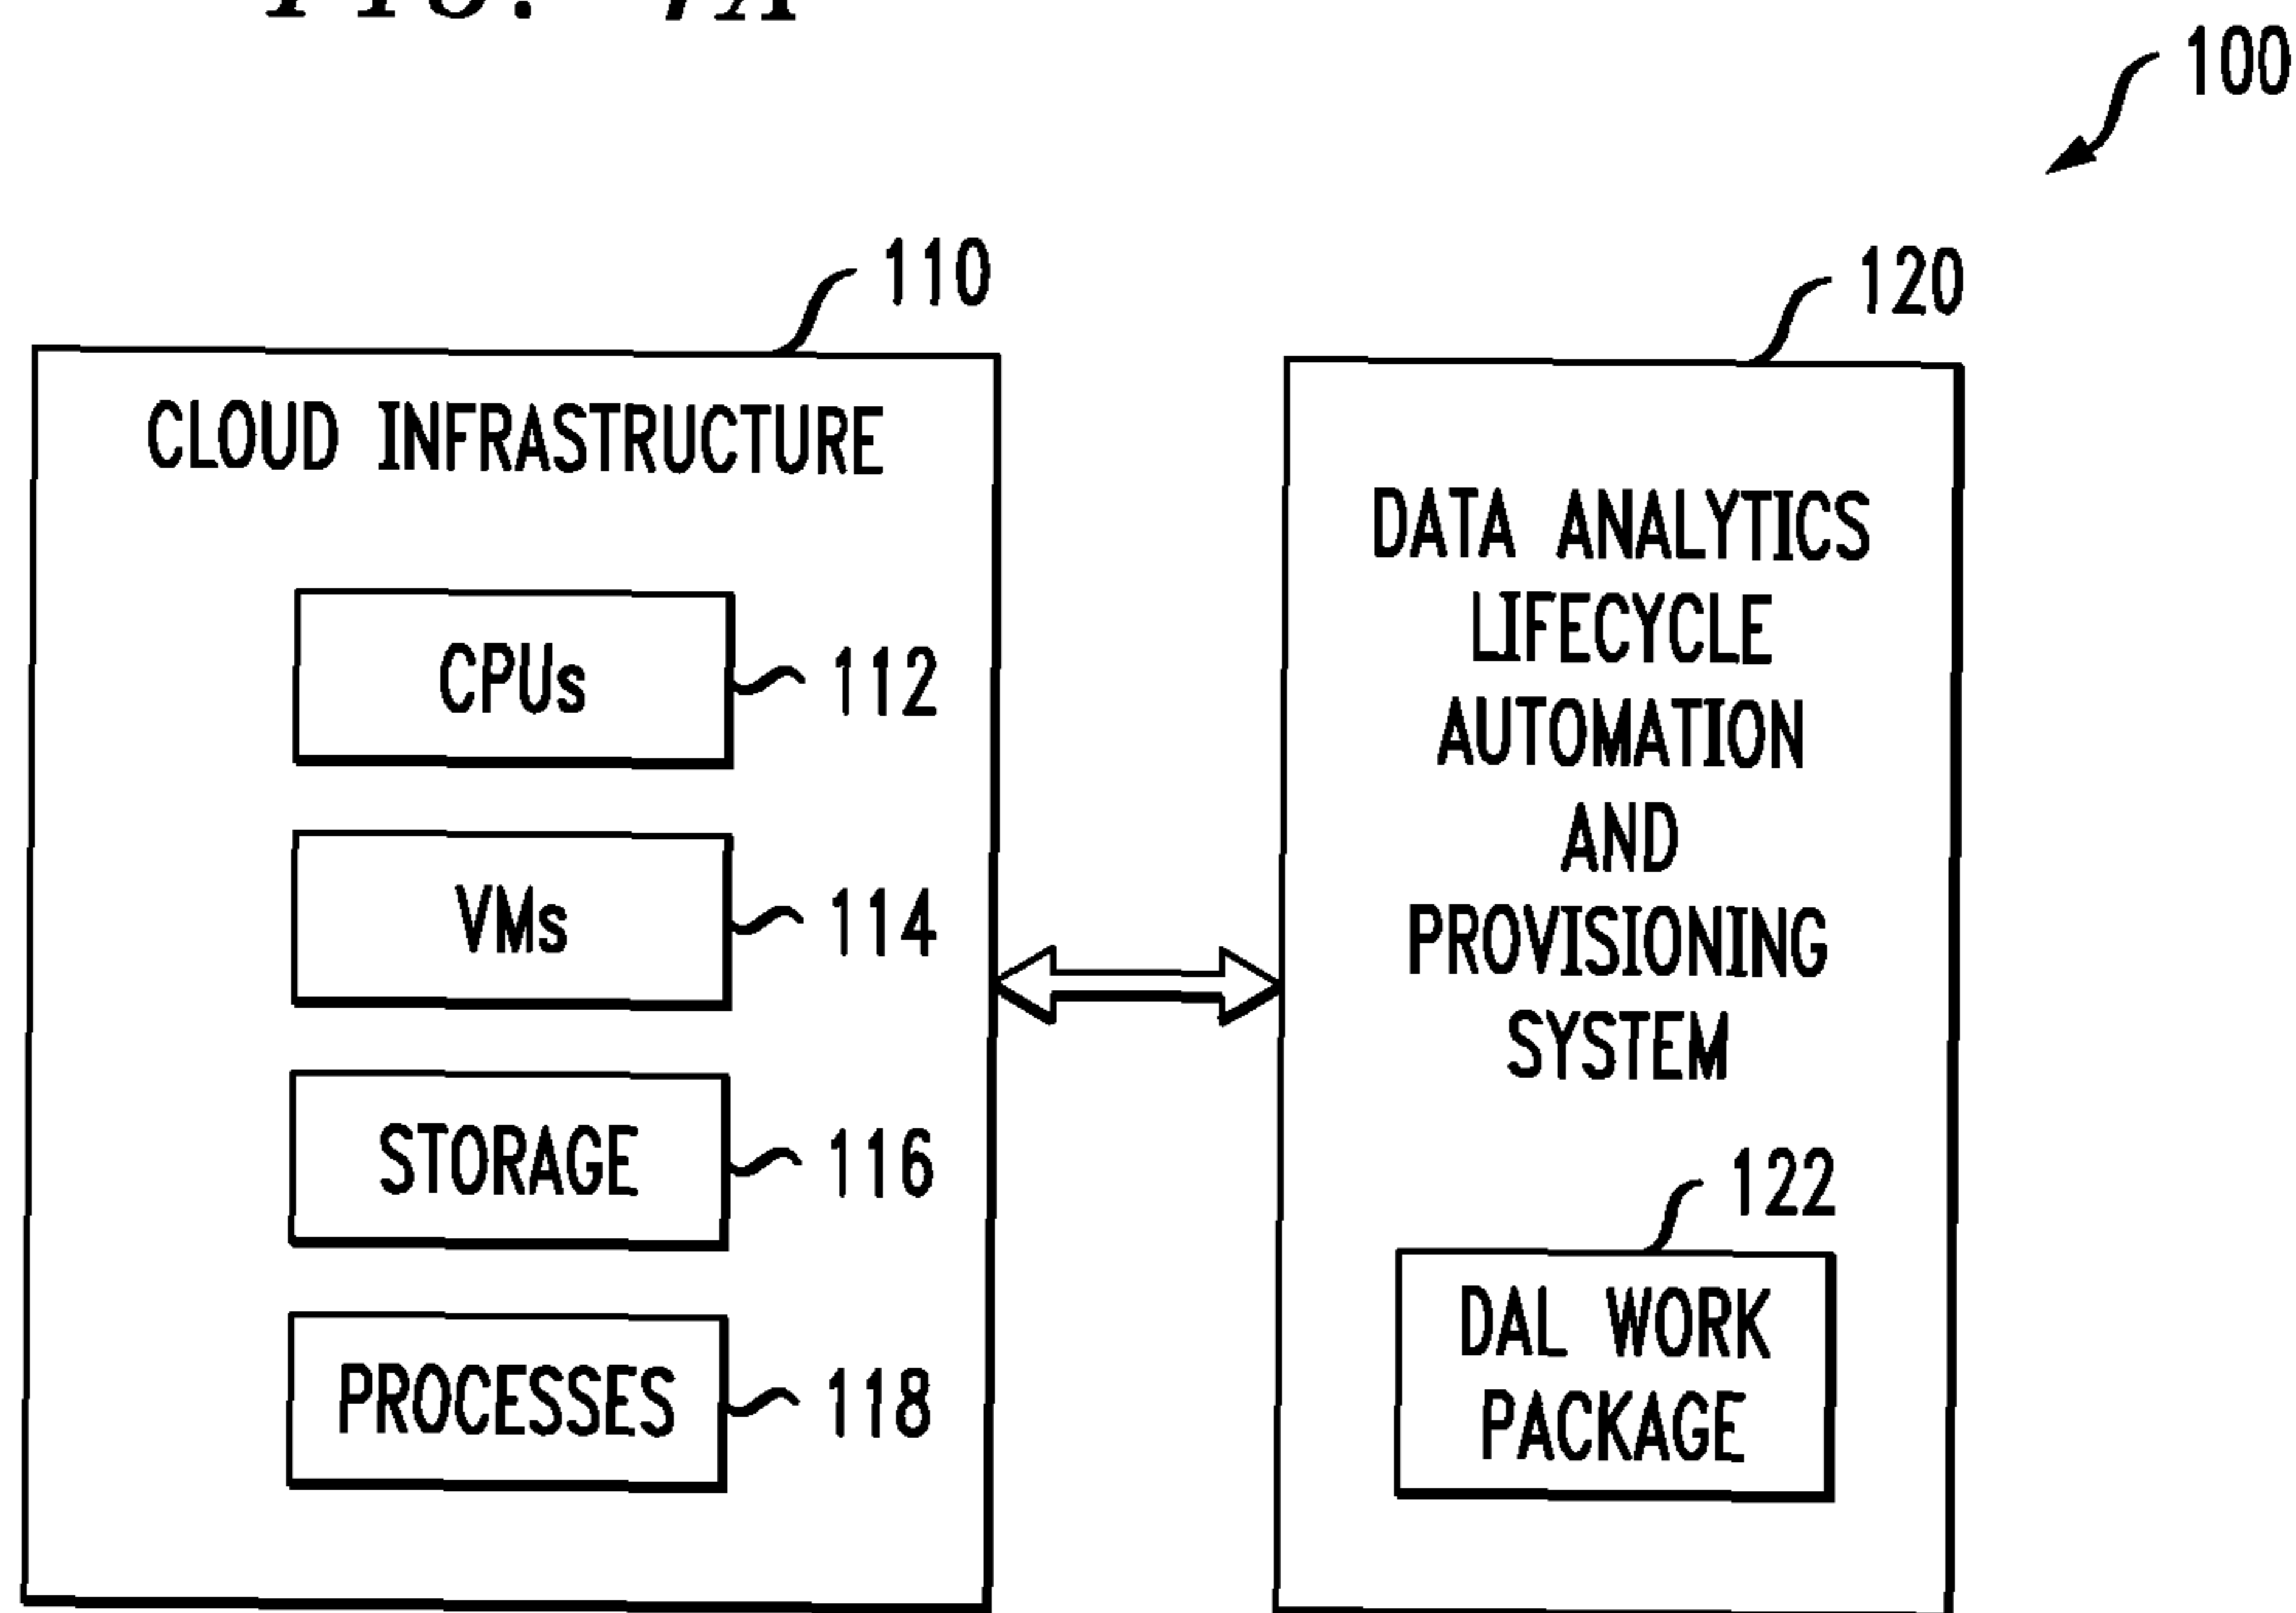 100
110
120
CLOUD INFRASTRUCTURE
CPUs
112
VMs
114
STORAGE
116
PROCESSES
118
DATA ANALYTICS
LIFECYCLE
AUTOMATION
AND
PROVISIONING
SYSTEM
122
DAL WORK
PACKAGE